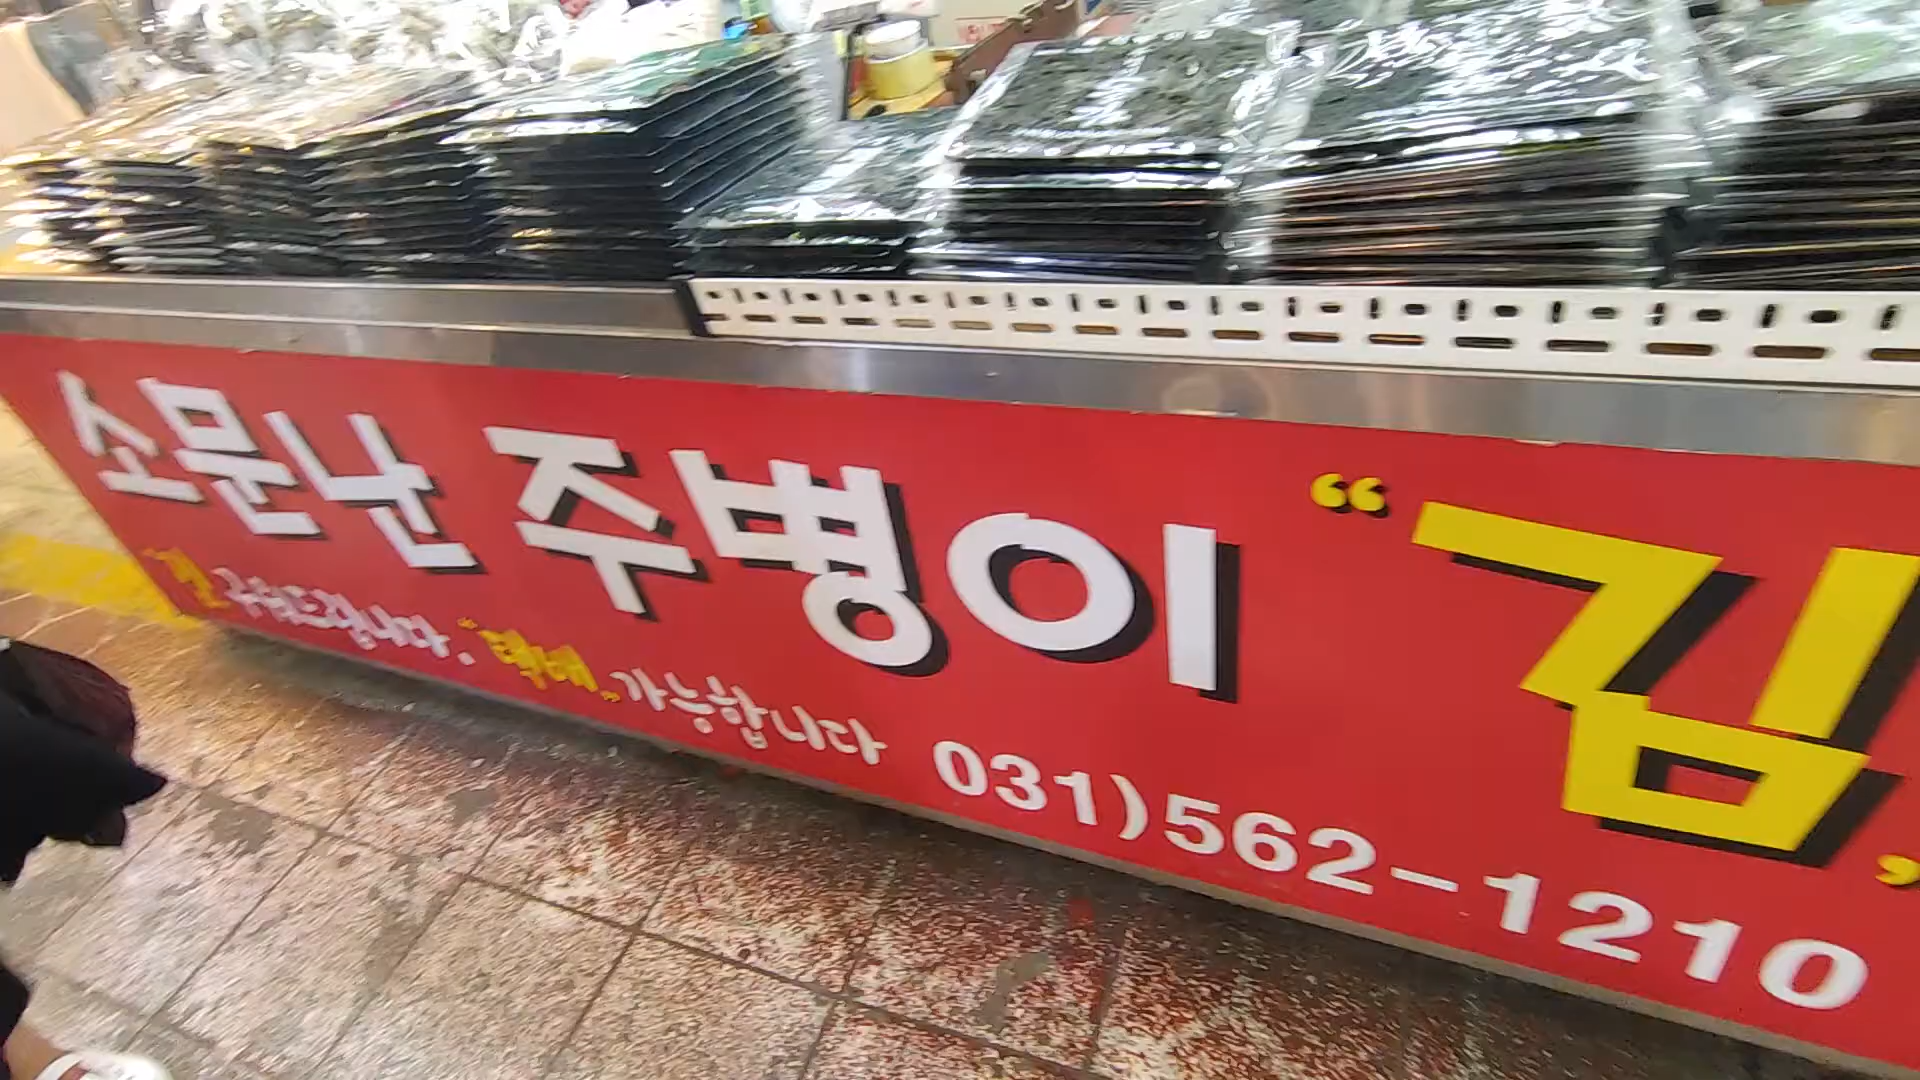 소문난 주병이 “김”
김 구워드립니다. “택배” 가능합니다 031)562-1210